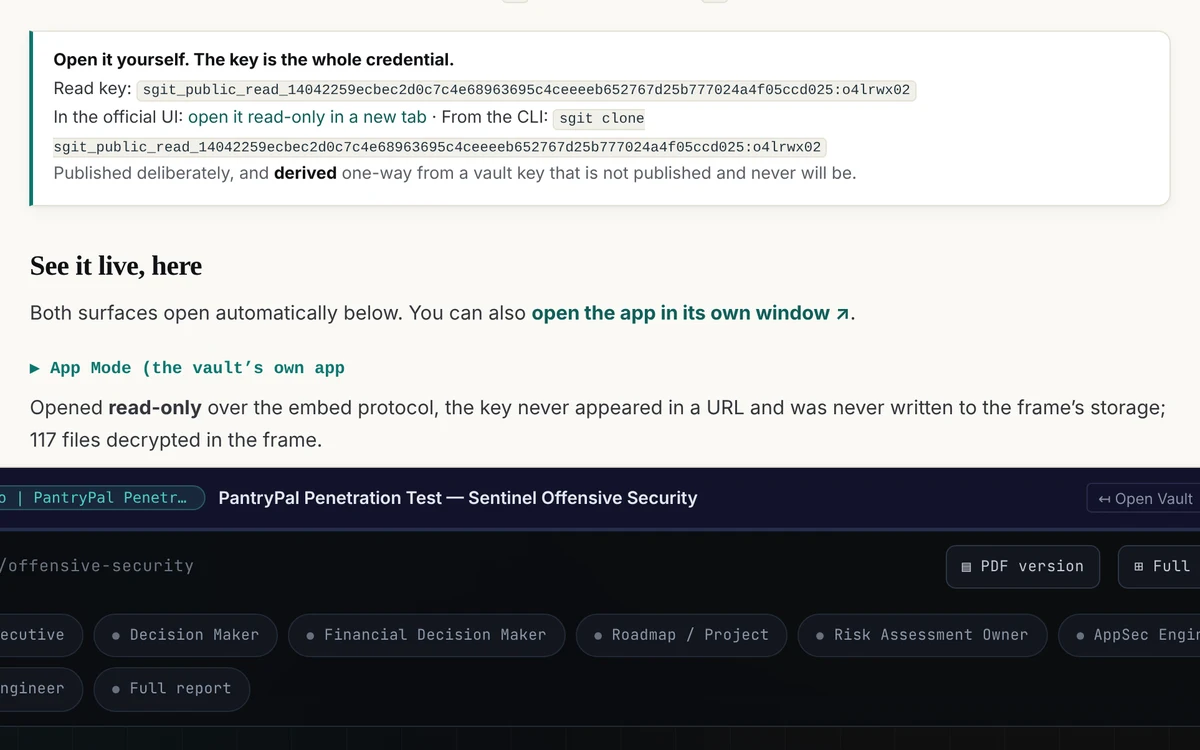 Open it yourself. The key is the whole credential.
Read key: sgit_public_read_14042259ecbec2d0c7c4e68963695c4ceeeeb652767d25b777024a4f05ccd025:o4lrwx02
In the official UI: open it read-only in a new tab · From the CLI: sgit clone
sgit_public_read_14042259ecbec2d0c7c4e68963695c4ceeeeb652767d25b777024a4f05ccd025:o4lrwx02
Published deliberately, and derived one-way from a vault key that is not published and never will be.
See it live, here
Both surfaces open automatically below. You can also open the app in its own window ↗.
▶ App Mode (the vault’s own app
Opened read-only over the embed protocol, the key never appeared in a URL and was never written to the frame’s storage;
117 files decrypted in the frame.
o | PantryPal Penetr… PantryPal Penetration Test — Sentinel Offensive Security ↤ Open Vault
/offensive-security ▤ PDF version ⊞ Full
ecutive ● Decision Maker ● Financial Decision Maker ● Roadmap / Project ● Risk Assessment Owner ● AppSec Engin
ngineer ● Full report